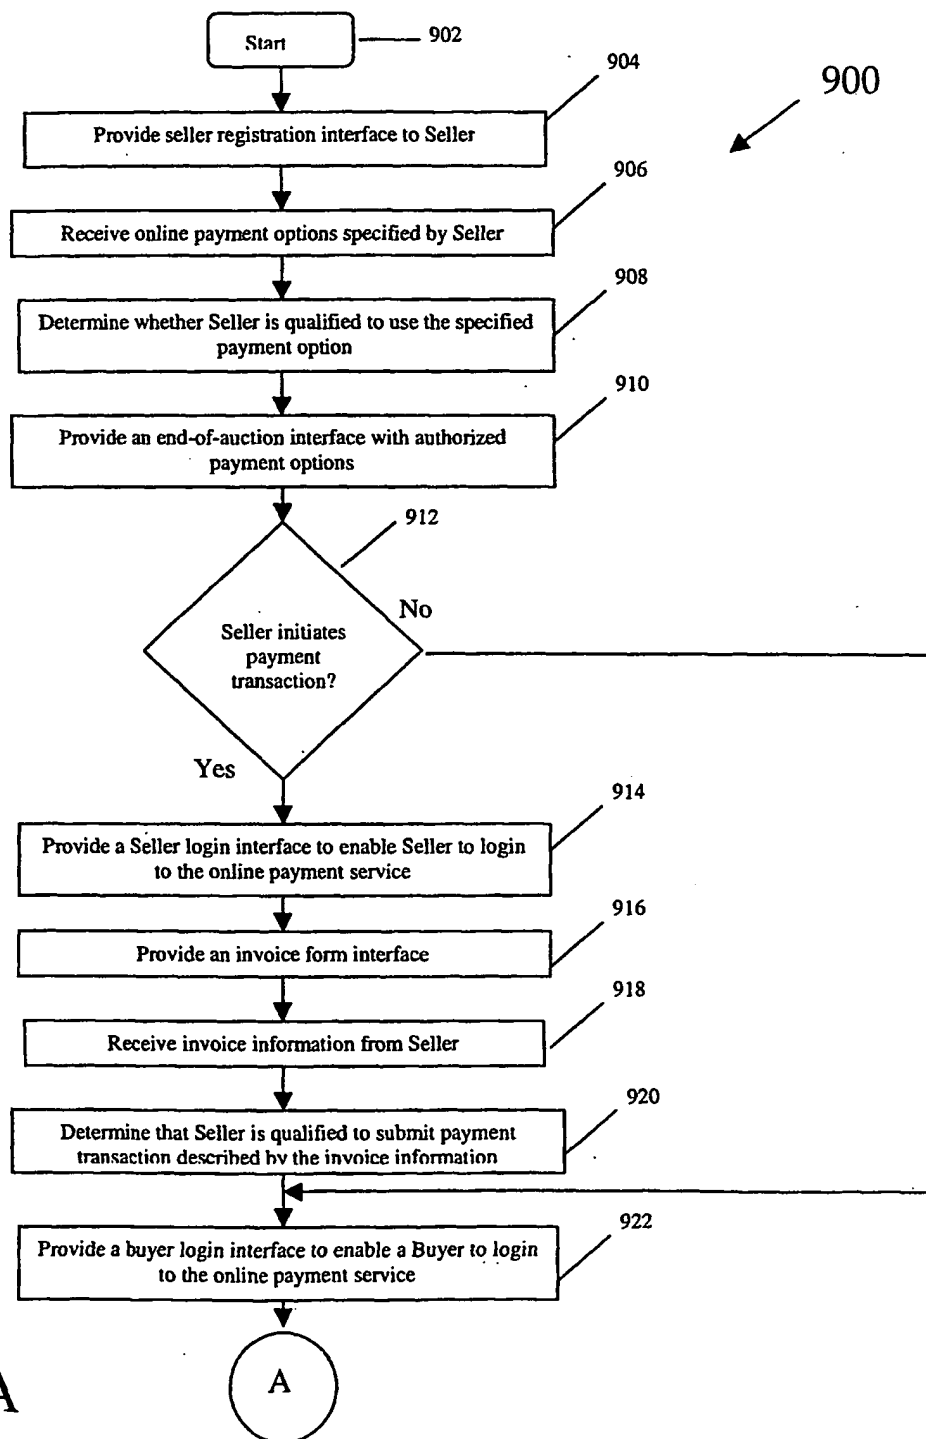 Start
902
904
900
Provide seller registration interface to Seller
906
Receive online payment options specified by Seller
908
Determine whether Seller is qualified to use the specified
payment option
910
Provide an end-of-auction interface with authorized
payment options
912
No
Seller initiates
payment
transaction?
Yes
914
Provide a Seller login interface to enable Seller to login
to the online payment service
916
Provide an invoice form interface
918
Receive invoice information from Seller
920
Determine that Seller is qualified to submit payment
transaction described by the invoice information
922
Provide a buyer login interface to enable a Buyer to login
to the online payment service
A
A